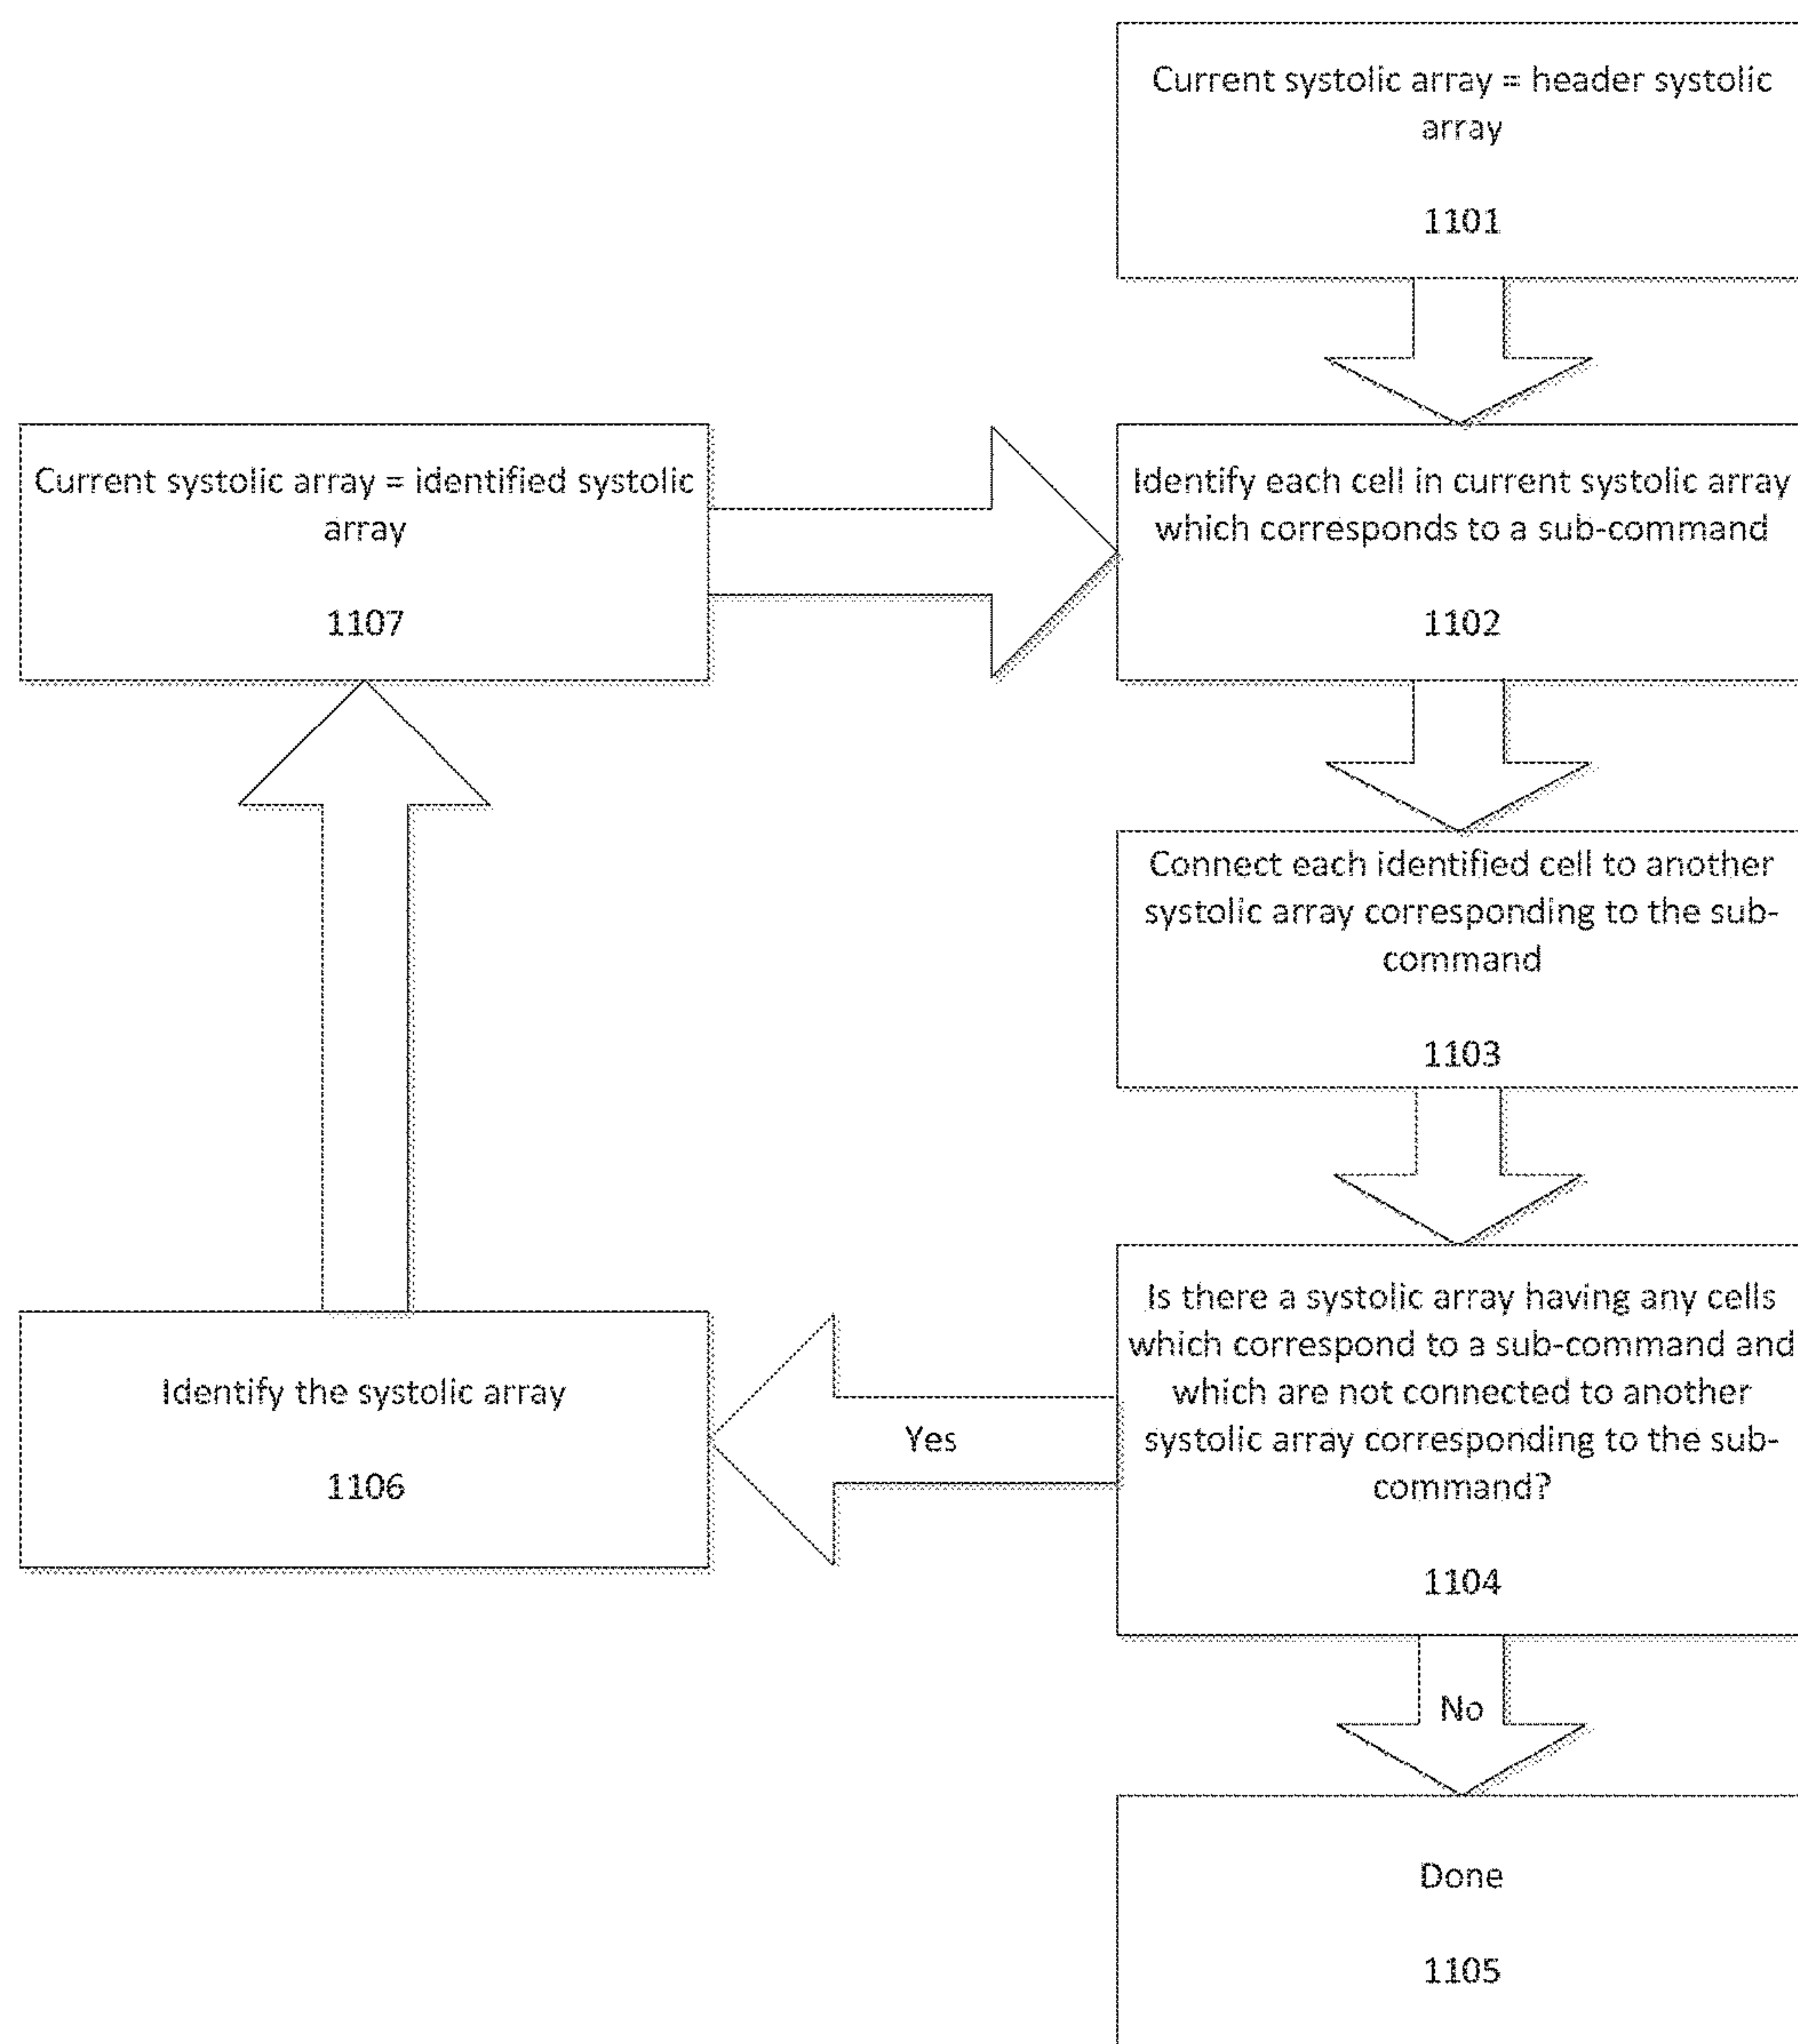 Current systolic array = header systolic
array
1101
Current systolic array = identified systolic
array
1107
Identify each cell in current systolic array
which corresponds to a sub-command
1102
Connect each identified cell to another
systolic array corresponding to the sub-
command
1103
Is there a systolic array having any cells
which correspond to a sub-command and
which are not connected to another
systolic array corresponding to the sub-
command?
1104
Yes
Identify the systolic array
1106
No
Done
1105